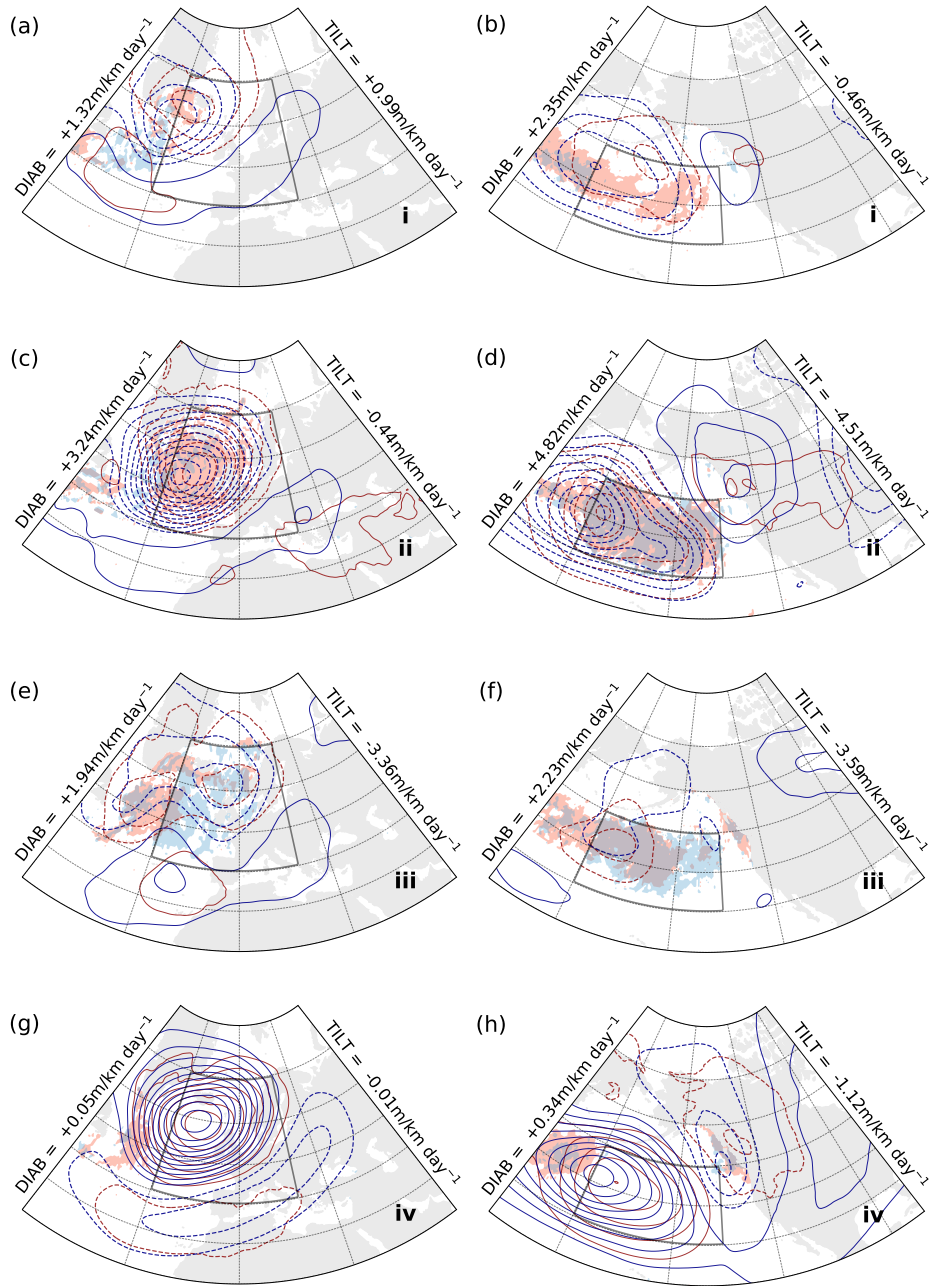 (a)
DIAB = +1.32m/km day⁻¹
TILT = +0.99m/km day⁻¹
i
(b)
DIAB = +2.35m/km day⁻¹
TILT = -0.46m/km day⁻¹
i
(c)
DIAB = +3.24m/km day⁻¹
TILT = -0.44m/km day⁻¹
ii
(d)
DIAB = +4.82m/km day⁻¹
TILT = -4.51m/km day⁻¹
ii
(e)
DIAB = +1.94m/km day⁻¹
TILT = -3.36m/km day⁻¹
iii
(f)
DIAB = +2.23m/km day⁻¹
TILT = -3.59m/km day⁻¹
iii
(g)
DIAB = +0.05m/km day⁻¹
TILT = -0.01m/km day⁻¹
iv
(h)
DIAB = +0.34m/km day⁻¹
TILT = -1.12m/km day⁻¹
iv